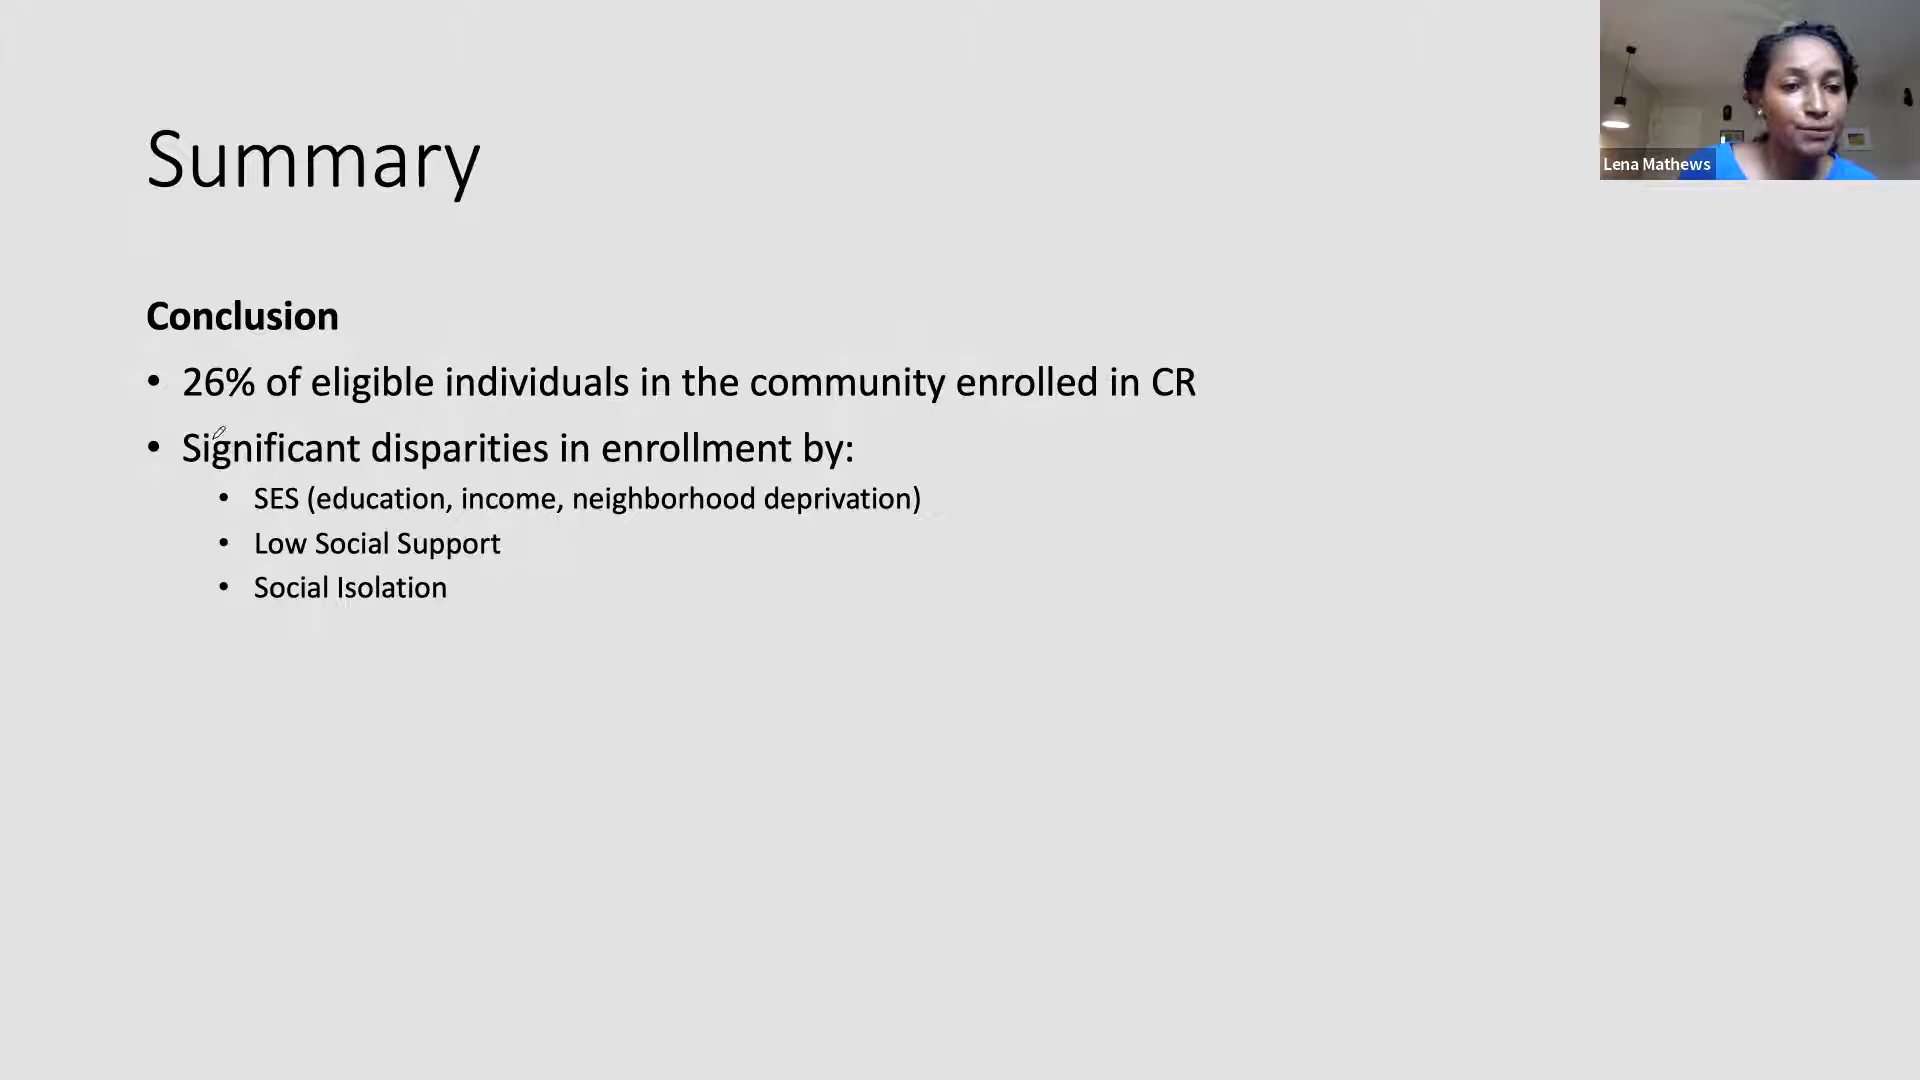 Summary
Lena Mathews
Conclusion
• 26% of eligible individuals in the community enrolled in CR
• Significant disparities in enrollment by:
• SES (education, income, neighborhood deprivation)
• Low Social Support
• Social Isolation